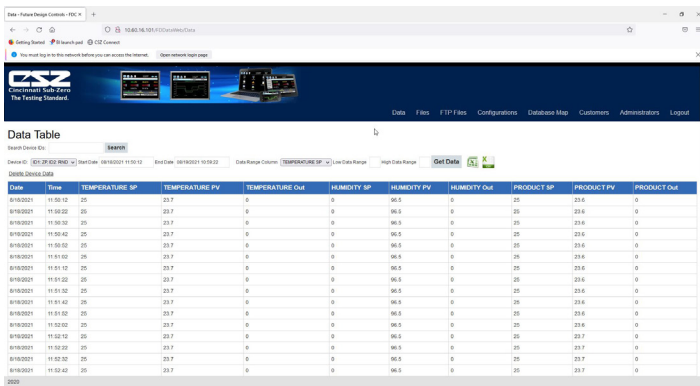 Data - Future Design Controls - FDC × +
10.60.16.101/FDDataWeb/Data
Getting Started BI launch pad CSZ Connect
You must log in to this network before you can access the Internet. Open network login page
CSZ
Cincinnati Sub-Zero
The Testing Standard.
Data Files FTP Files Configurations Database Map Customers Administrators Logout
Data Table
Search Device IDs: Search
Device ID: ID1: ZP, ID2: RND Start Date 08/18/2021 11:50:12 End Date: 08/18/2021 10:59:22 Data Range Column: TEMPERATURE SP Low Data Range High Data Range Get Data
Delete Device Data
Date Time TEMPERATURE SP TEMPERATURE PV TEMPERATURE Out HUMIDITY SP HUMIDITY PV HUMIDITY Out PRODUCT SP PRODUCT PV PRODUCT Out
8/18/2021 11:50:12 25 23.7 0 0 96.5 0 25 23.6 0
8/18/2021 11:50:22 25 23.7 0 0 96.5 0 25 23.6 0
8/18/2021 11:50:32 25 23.7 0 0 96.5 0 25 23.6 0
8/18/2021 11:50:42 25 23.7 0 0 96.5 0 25 23.6 0
8/18/2021 11:50:52 25 23.7 0 0 96.5 0 25 23.6 0
8/18/2021 11:51:02 25 23.7 0 0 96.5 0 25 23.6 0
8/18/2021 11:51:12 25 23.7 0 0 96.5 0 25 23.6 0
8/18/2021 11:51:22 25 23.7 0 0 96.5 0 25 23.6 0
8/18/2021 11:51:32 25 23.7 0 0 96.5 0 25 23.6 0
8/18/2021 11:51:42 25 23.7 0 0 96.5 0 25 23.6 0
8/18/2021 11:51:52 25 23.7 0 0 96.5 0 25 23.6 0
8/18/2021 11:52:02 25 23.7 0 0 96.5 0 25 23.6 0
8/18/2021 11:52:12 25 23.7 0 0 96.5 0 25 23.7 0
8/18/2021 11:52:22 25 23.7 0 0 96.5 0 25 23.7 0
8/18/2021 11:52:32 25 23.7 0 0 96.5 0 25 23.7 0
8/18/2021 11:52:42 25 23.7 0 0 96.5 0 25 23.7 0
2020